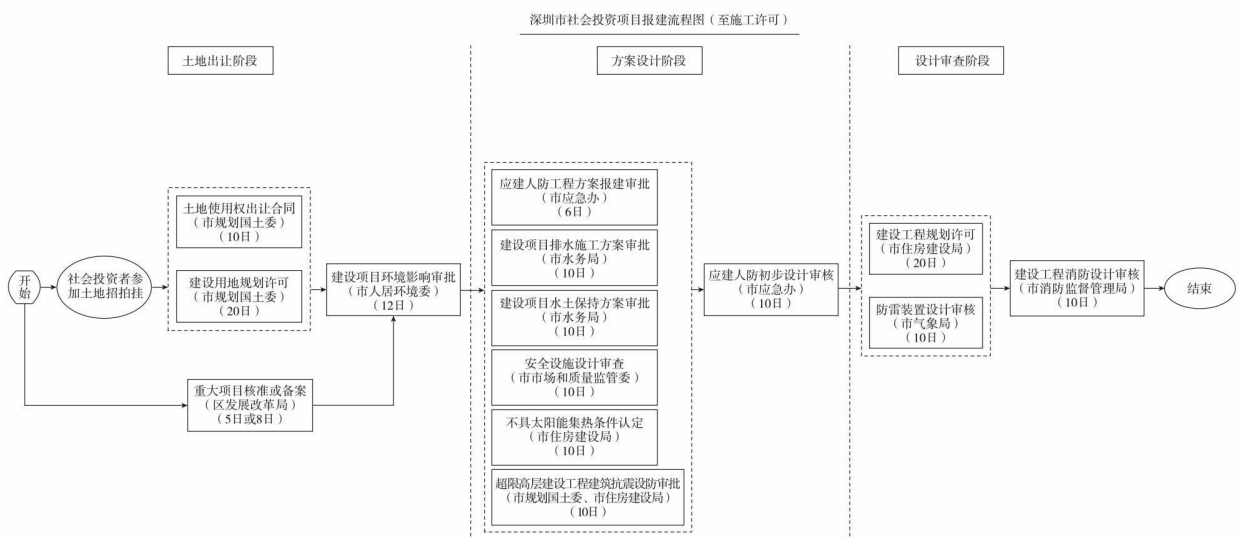 深圳市社会投资项目报建流程图（至施工许可）
土地出让阶段
方案设计阶段
设计审查阶段
开
始
社会投资者参
加土地招拍挂
土地使用权出让合同
（市规划国土委）
（10日）
建设用地规划许可
（市规划国土委）
（20日）
重大项目核准或备案
（区发展改革局）
（5日或8日）
建设项目环境影响审批
（市人居环境委）
（12日）
应建人防工程方案报建审批
（市应急办）
（6日）
建设项目排水施工方案审批
（市水务局）
（10日）
建设项目水土保持方案审批
（市水务局）
（10日）
安全设施设计审查
（市市场和质量监管委）
（10日）
不具太阳能集热条件认定
（市住房建设局）
（10日）
超限高层建设工程建筑抗震设防审批
（市规划国土委、市住房建设局）
（10日）
应建人防初步设计审核
（市应急办）
（10日）
建设工程规划许可
（市住房建设局）
（20日）
防雷装置设计审核
（市气象局）
（10日）
建设工程消防设计审核
（市消防监督管理局）
（10日）
结束